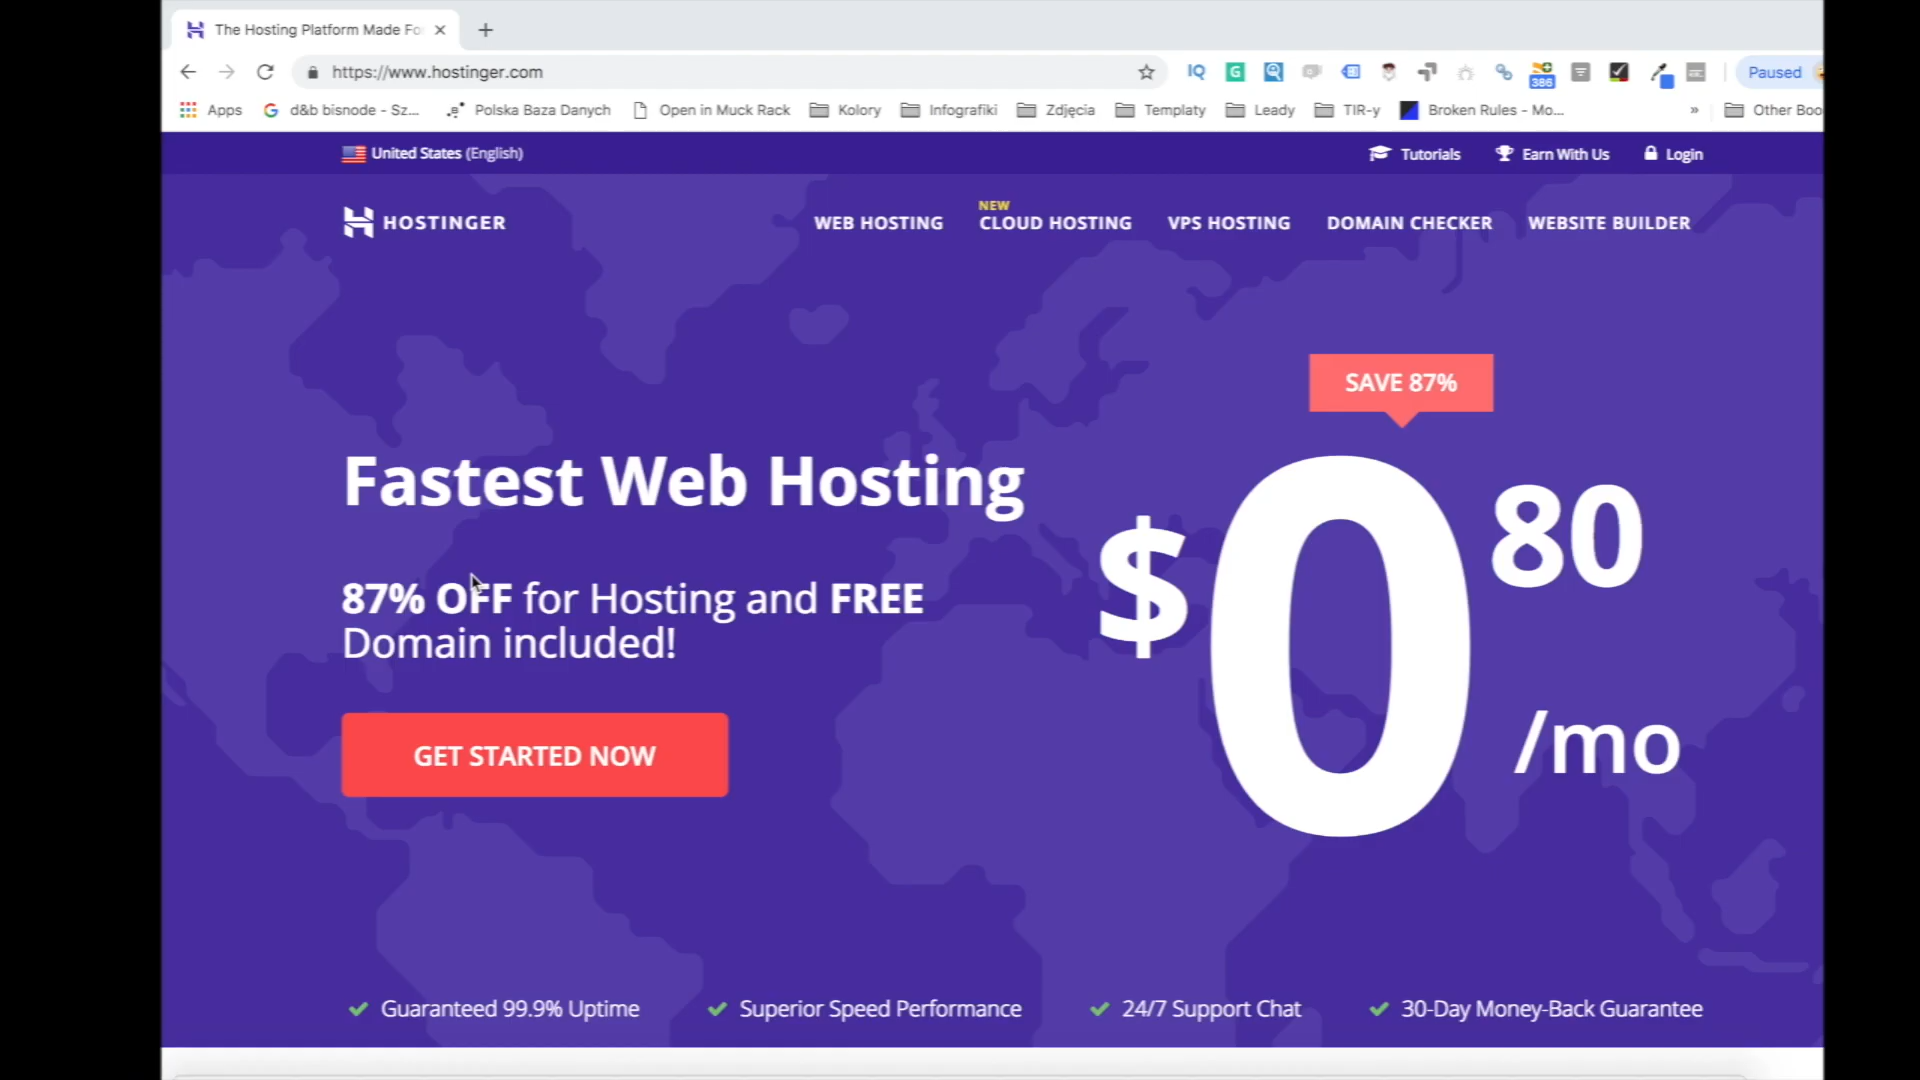 The Hosting Platform Made Fo
https://www.hostinger.com
IQ
G
386
Paused
Apps
d&b bisnode - Sz...
Polska Baza Danych
Open in Muck Rack
Kolory
Infografiki
Zdjęcia
Templaty
Leady
TIR-y
Broken Rules - Mo...
»
Other Boo
United States (English)
Tutorials
Earn With Us
Login
HOSTINGER
WEB HOSTING
NEW
CLOUD HOSTING
VPS HOSTING
DOMAIN CHECKER
WEBSITE BUILDER
SAVE 87%
Fastest Web Hosting
$0 80
/mo
87% OFF for Hosting and FREE
Domain included!
GET STARTED NOW
Guaranteed 99.9% Uptime
Superior Speed Performance
24/7 Support Chat
30-Day Money-Back Guarantee